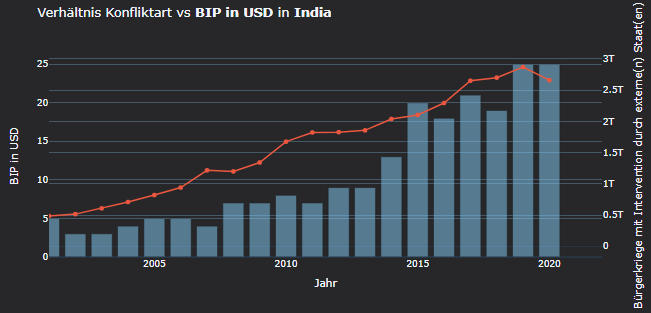 Verhältnis Konfliktart vs BIP in USD in India
Bürgerkriege mit Intervention durch externe(n) Staat(en)
25
20
15
10
5
0
BIP in USD
3T
2.5T
2T
1.5T
1T
0.5T
0
2005
2010
2015
2020
Jahr